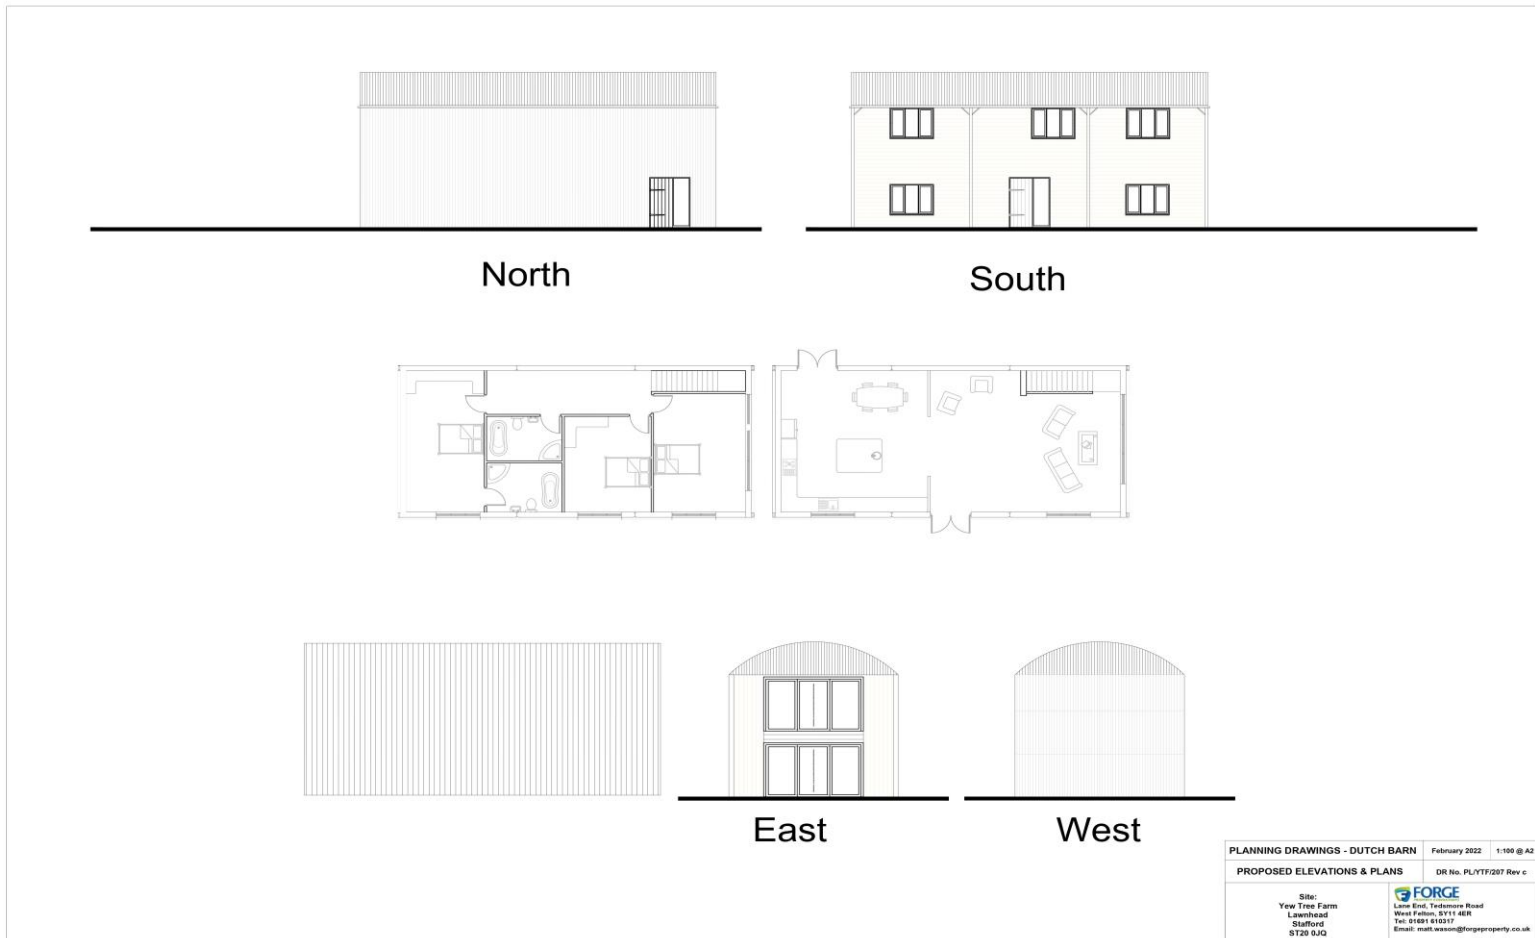 North
South
East
West
PLANNING DRAWINGS - DUTCH BARN
February 2022
1:100 @ A2
PROPOSED ELEVATIONS & PLANS
DR No. PL/YTF/207 Rev c
Site:
Yew Tree Farm
Lawnhead
Stafford
ST20 0JQ
FORGE
Lane End, Tedsmore Road
West Felton, SY11 4ER
Tel: 01691 610317
Email: matt.wason@forgeproperty.co.uk